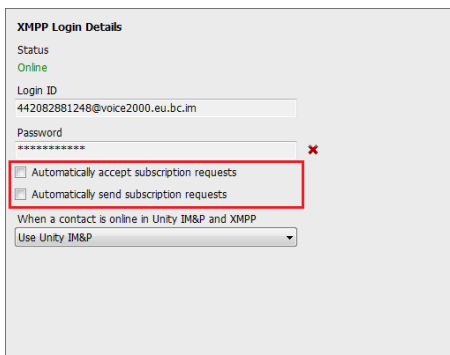 XMPP Login Details
Status
Online
Login ID
442082881248@voice2000.eu.bc.im
Password
***********
Automatically accept subscription requests
Automatically send subscription requests
When a contact is online in Unity IM&P and XMPP
Use Unity IM&P